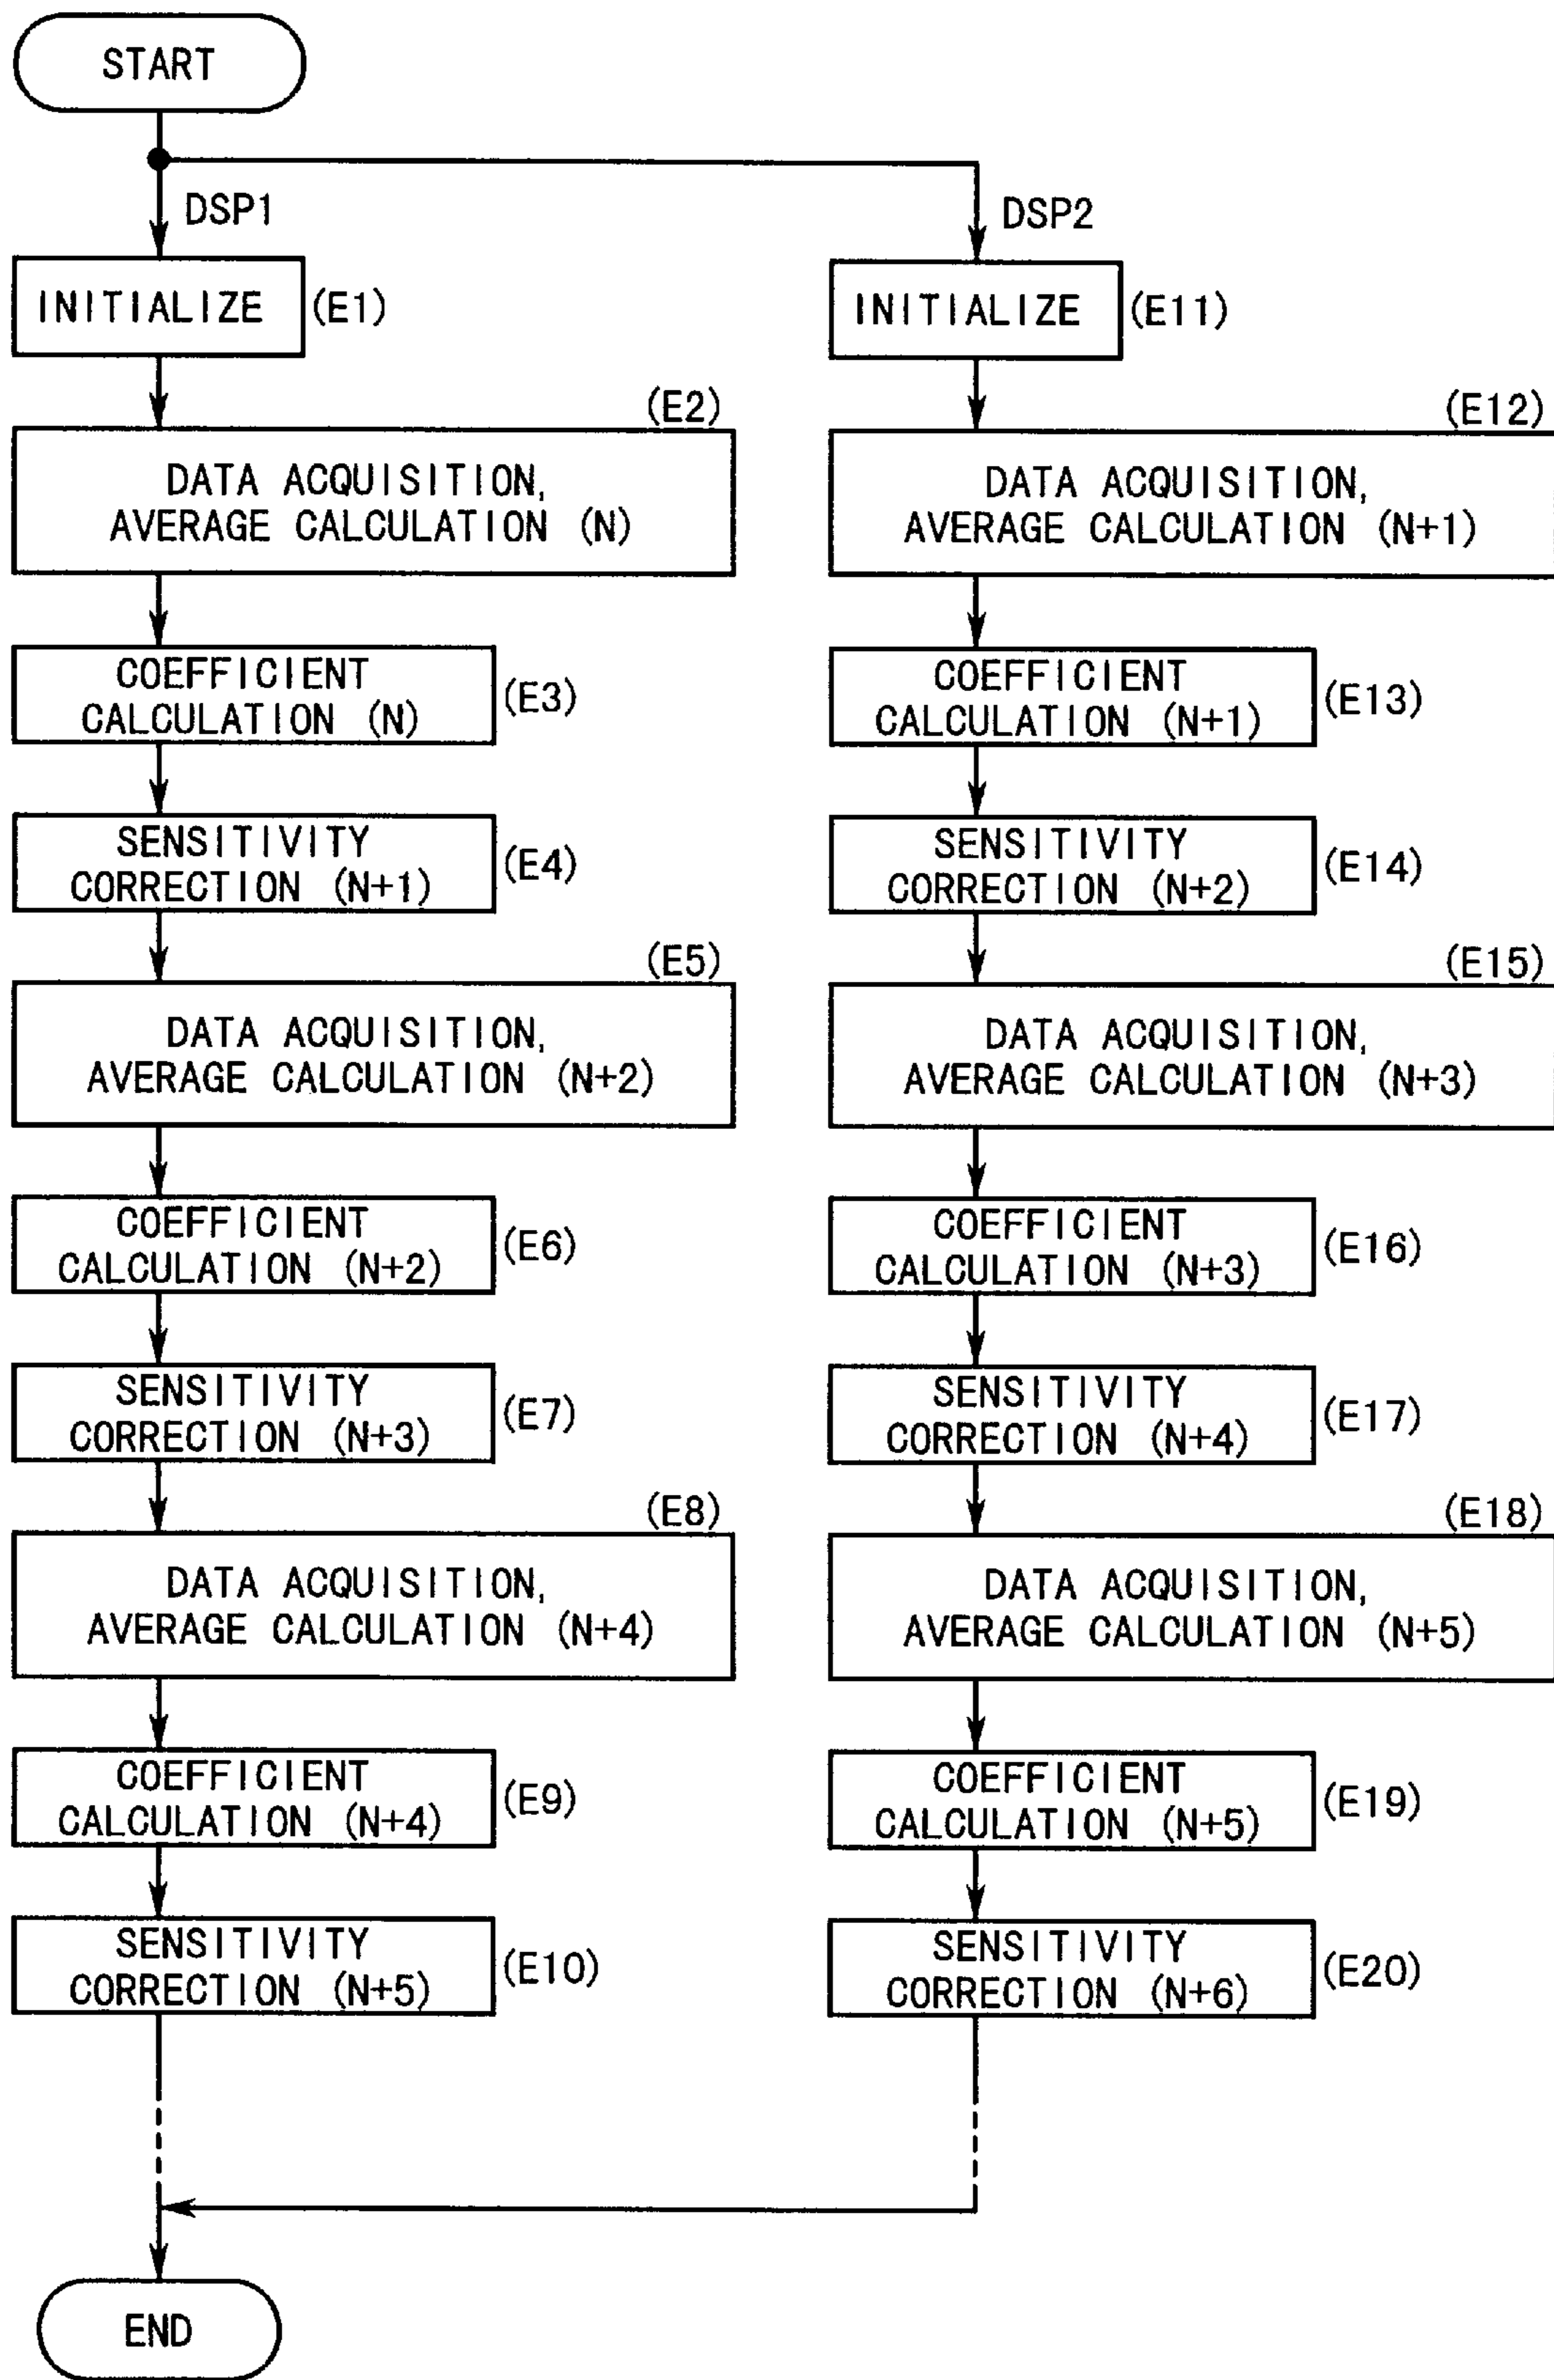 START
DSP1
INITIALIZE
(E1)
(E2)
DATA ACQUISITION,
AVERAGE CALCULATION (N)
COEFFICIENT
CALCULATION (N)
(E3)
SENSITIVITY
CORRECTION (N+1)
(E4)
(E5)
DATA ACQUISITION,
AVERAGE CALCULATION (N+2)
COEFFICIENT
CALCULATION (N+2)
(E6)
SENSITIVITY
CORRECTION (N+3)
(E7)
(E8)
DATA ACQUISITION,
AVERAGE CALCULATION (N+4)
COEFFICIENT
CALCULATION (N+4)
(E9)
SENSITIVITY
CORRECTION (N+5)
(E10)
DSP2
INITIALIZE
(E11)
(E12)
DATA ACQUISITION,
AVERAGE CALCULATION (N+1)
COEFFICIENT
CALCULATION (N+1)
(E13)
SENSITIVITY
CORRECTION (N+2)
(E14)
(E15)
DATA ACQUISITION,
AVERAGE CALCULATION (N+3)
COEFFICIENT
CALCULATION (N+3)
(E16)
SENSITIVITY
CORRECTION (N+4)
(E17)
(E18)
DATA ACQUISITION,
AVERAGE CALCULATION (N+5)
COEFFICIENT
CALCULATION (N+5)
(E19)
SENSITIVITY
CORRECTION (N+6)
(E20)
END